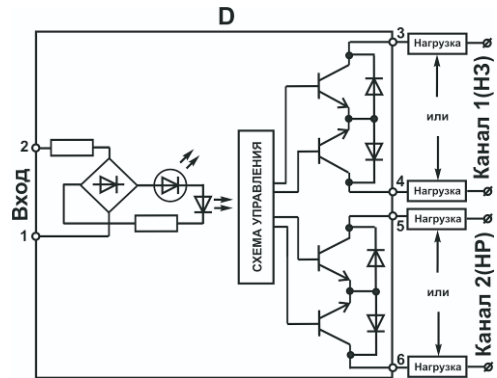 D
3
Нагрузка
2
или
Канал 1(НЗ)
Вход
СХЕМА УПРАВЛЕНИЯ
4
Нагрузка
1
5
Нагрузка
или
Канал 2(НР)
6
Нагрузка